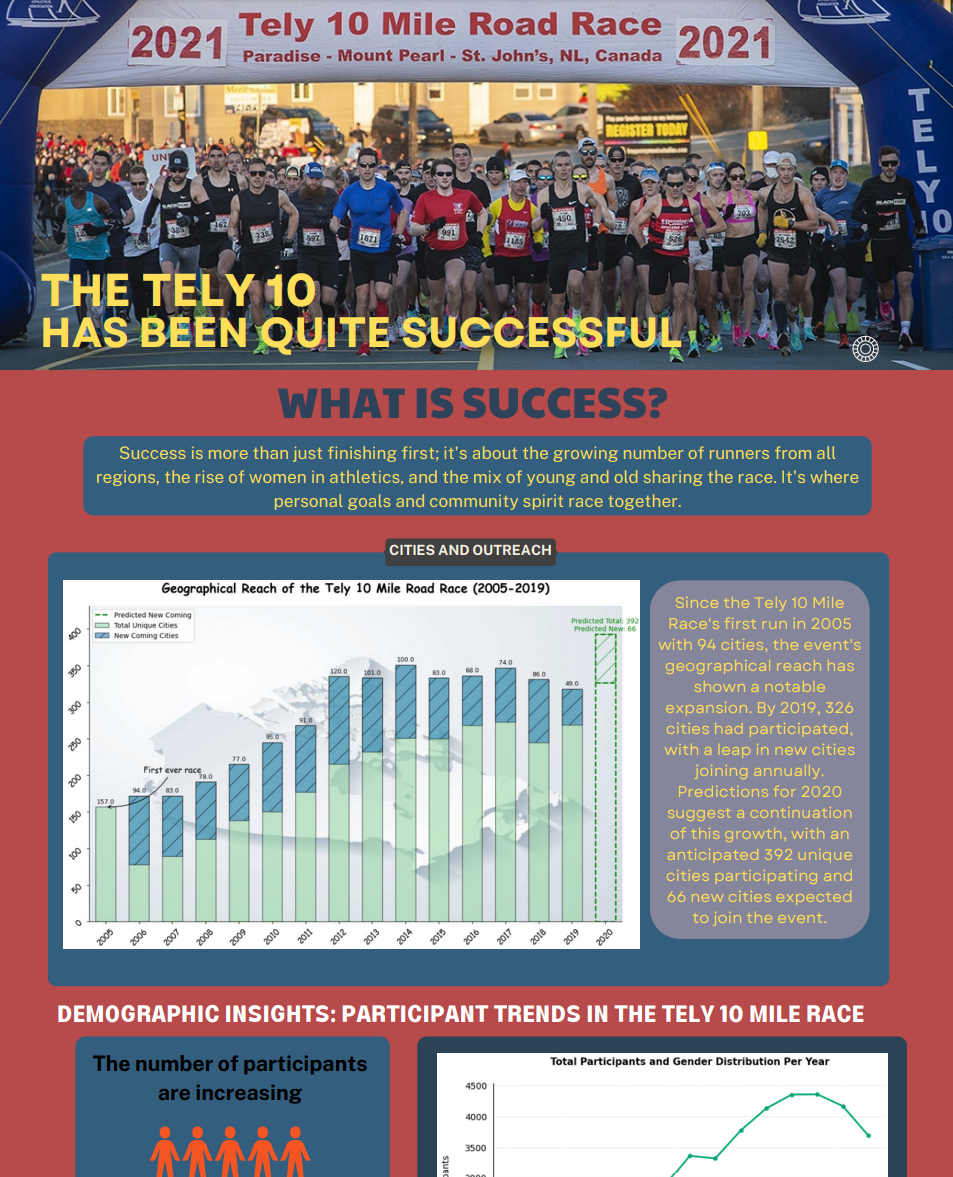 2021
Tely 10 Mile Road Race
2021
Paradise - Mount Pearl - St. John's, NL, Canada
TELY 10
REGISTER TODAY
385
738
597
1871
991
1185
450
526
703
2542
THE TELY 10
HAS BEEN QUITE SUCCESSFUL
WHAT IS SUCCESS?
Success is more than just finishing first; it's about the growing number of runners from all
regions, the rise of women in athletics, and the mix of young and old sharing the race. It's where
personal goals and community spirit race together.
CITIES AND OUTREACH
Geographical Reach of the Tely 10 Mile Road Race (2005-2019)
Predicted New Coming
Total Unique Cities
New Coming Cities
Predicted Total: 392
Predicted New: 66
400
350
300
250
200
150
100
50
0
First ever race
157.0
94.0
83.0
78.0
77.0
95.0
91.0
120.0
101.0
100.0
83.0
68.0
74.0
86.0
49.0
2005
2006
2007
2008
2009
2010
2011
2012
2013
2014
2015
2016
2017
2018
2019
2020
Since the Tely 10 Mile
Race's first run in 2005
with 94 cities, the event's
geographical reach has
shown a notable
expansion. By 2019, 326
cities had participated,
with a leap in new cities
joining annually.
Predictions for 2020
suggest a continuation
of this growth, with an
anticipated 392 unique
cities participating and
66 new cities expected
to join the event.
DEMOGRAPHIC INSIGHTS: PARTICIPANT TRENDS IN THE TELY 10 MILE RACE
The number of participants
are increasing
Total Participants and Gender Distribution Per Year
4500
4000
3500